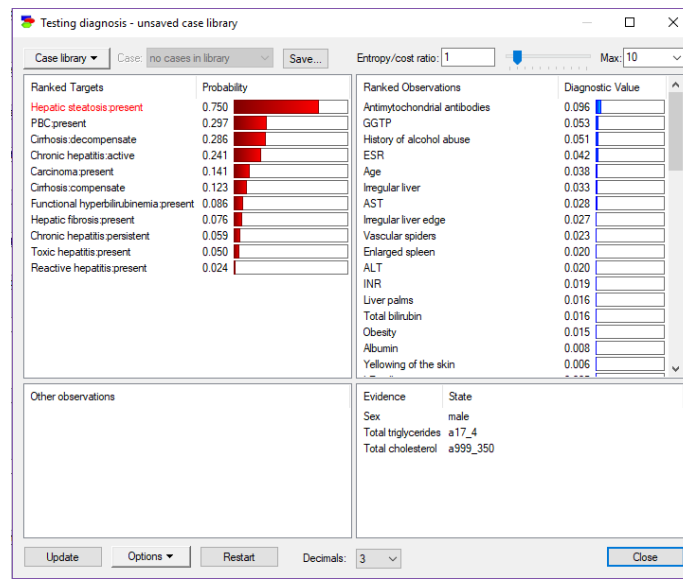 Testing diagnosis - unsaved case library
Case library Case: no cases in library Save... Entropy/cost ratio: 1 Max: 10
Ranked Targets Probability
Hepatic steatosis:present 0.750
PBC:present 0.297
Cirrhosis:decompensate 0.286
Chronic hepatitis:active 0.241
Carcinoma:present 0.141
Cirrhosis:compensate 0.123
Functional hyperbilirubinemia:present 0.086
Hepatic fibrosis:present 0.076
Chronic hepatitis:persistent 0.059
Toxic hepatitis:present 0.050
Reactive hepatitis:present 0.024
Ranked Observations Diagnostic Value
Antimytochondrial antibodies 0.096
GGTP 0.053
History of alcohol abuse 0.051
ESR 0.042
Age 0.038
Irregular liver 0.033
AST 0.028
Irregular liver edge 0.027
Vascular spiders 0.023
Enlarged spleen 0.020
ALT 0.020
INR 0.019
Liver palms 0.016
Total bilirubin 0.016
Obesity 0.015
Albumin 0.008
Yellowing of the skin 0.006
Other observations
Evidence State
Sex male
Total triglycerides a17_4
Total cholesterol a999_350
Update Options Restart Decimals: 3 Close